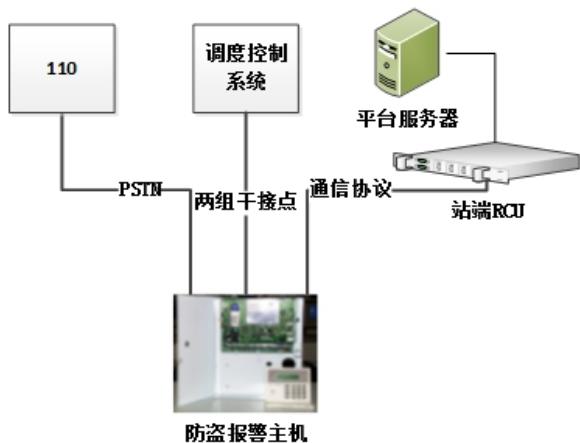 110
调度控制
系统
平台服务器
PSTN
两组干接点
通信协议
站端RCU
防盗报警主机